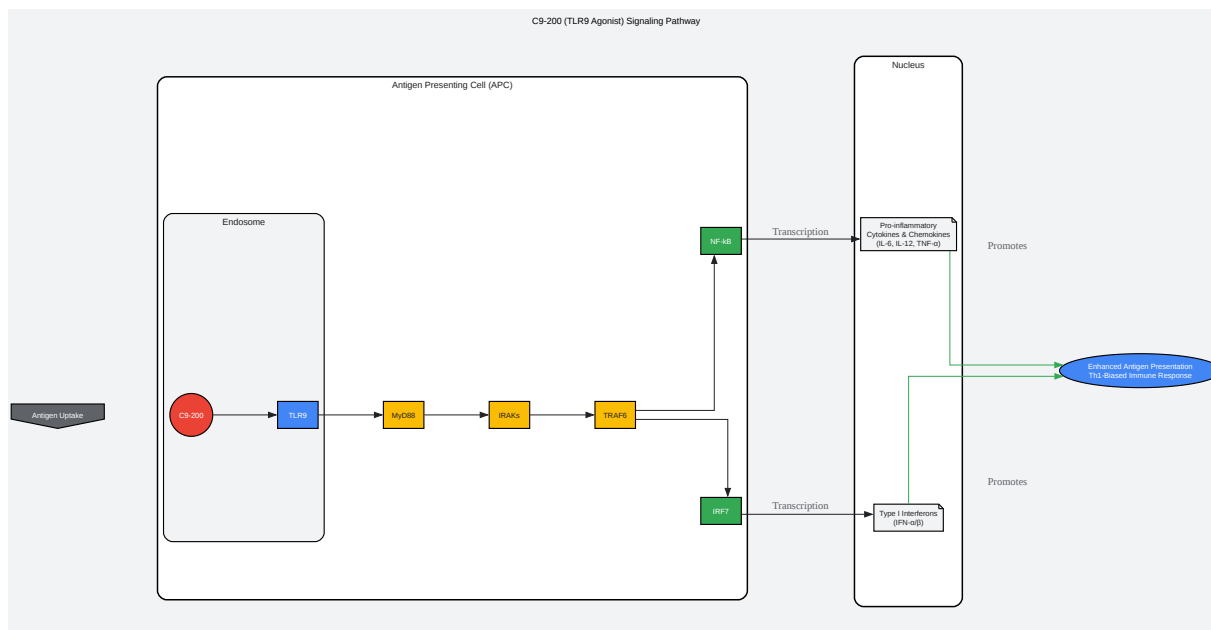 C9-200 (TLR9 Agonist) Signaling Pathway
Nucleus
Antigen Presenting Cell (APC)
Endosome
Pro-inflammatory
Cytokines & Chemokines
(IL-6, IL-12, TNF-α)
NF-kB
Transcription
Promotes
Enhanced Antigen Presentation
Th1-Biased Immune Response
Antigen Uptake
C9-200
TLR9
MyD88
IRAKs
TRAF6
Promotes
Transcription
IRF7
Type I Interferons
(IFN-α/β)